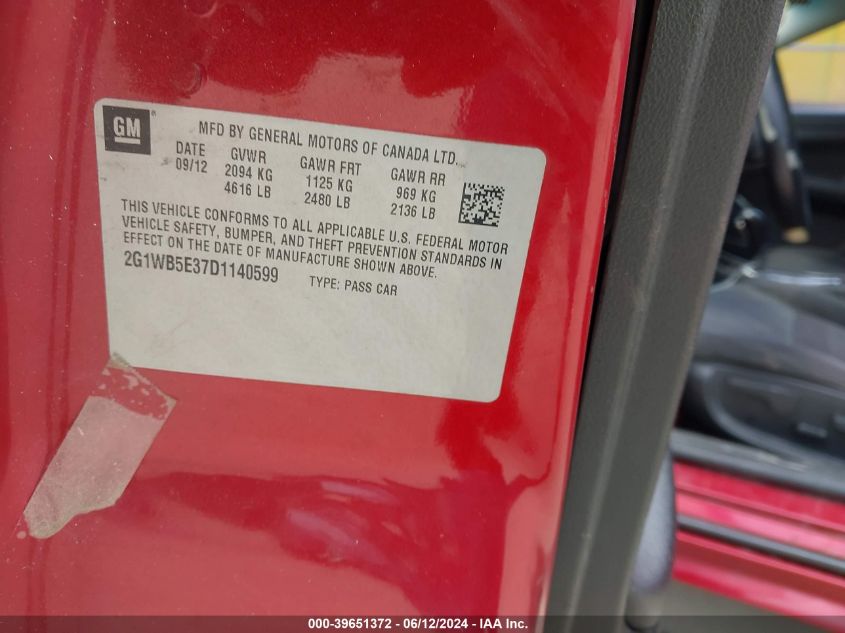 GM
MFD BY GENERAL MOTORS OF CANADA LTD.
DATE GVWR GAWR FRT GAWR RR
09/12 2094 KG 1125 KG 969 KG
4616 LB 2480 LB 2136 LB
THIS VEHICLE CONFORMS TO ALL APPLICABLE U.S. FEDERAL MOTOR
VEHICLE SAFETY, BUMPER, AND THEFT PREVENTION STANDARDS IN
EFFECT ON THE DATE OF MANUFACTURE SHOWN ABOVE.
2G1WB5E37D1140599 TYPE: PASS CAR
000-39651372 - 06/12/2024 - IAA Inc.